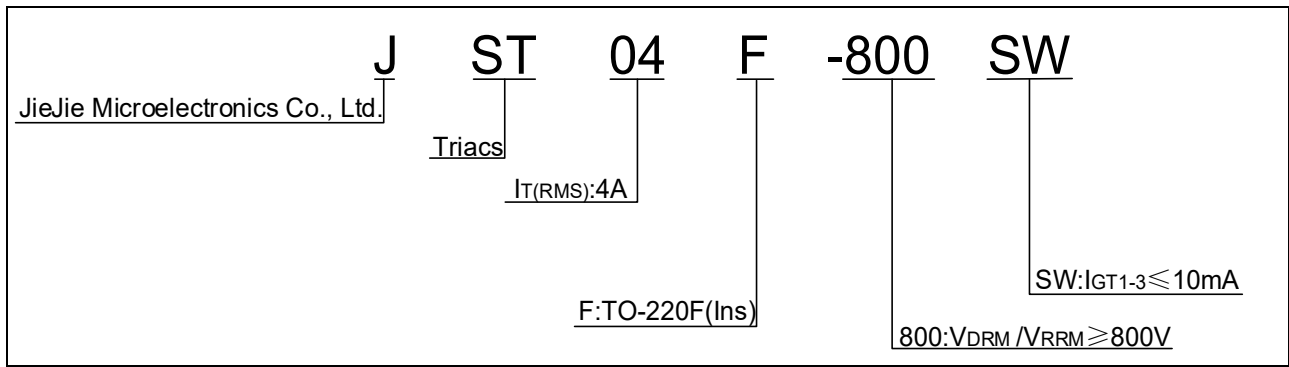 J ST 04 F -800 SW
JieJie Microelectronics Co., Ltd.
Triacs
IT(RMS):4A
SW:IGT1-3≤10mA
F:TO-220F(Ins)
800:VDRM /VRRM≥800V